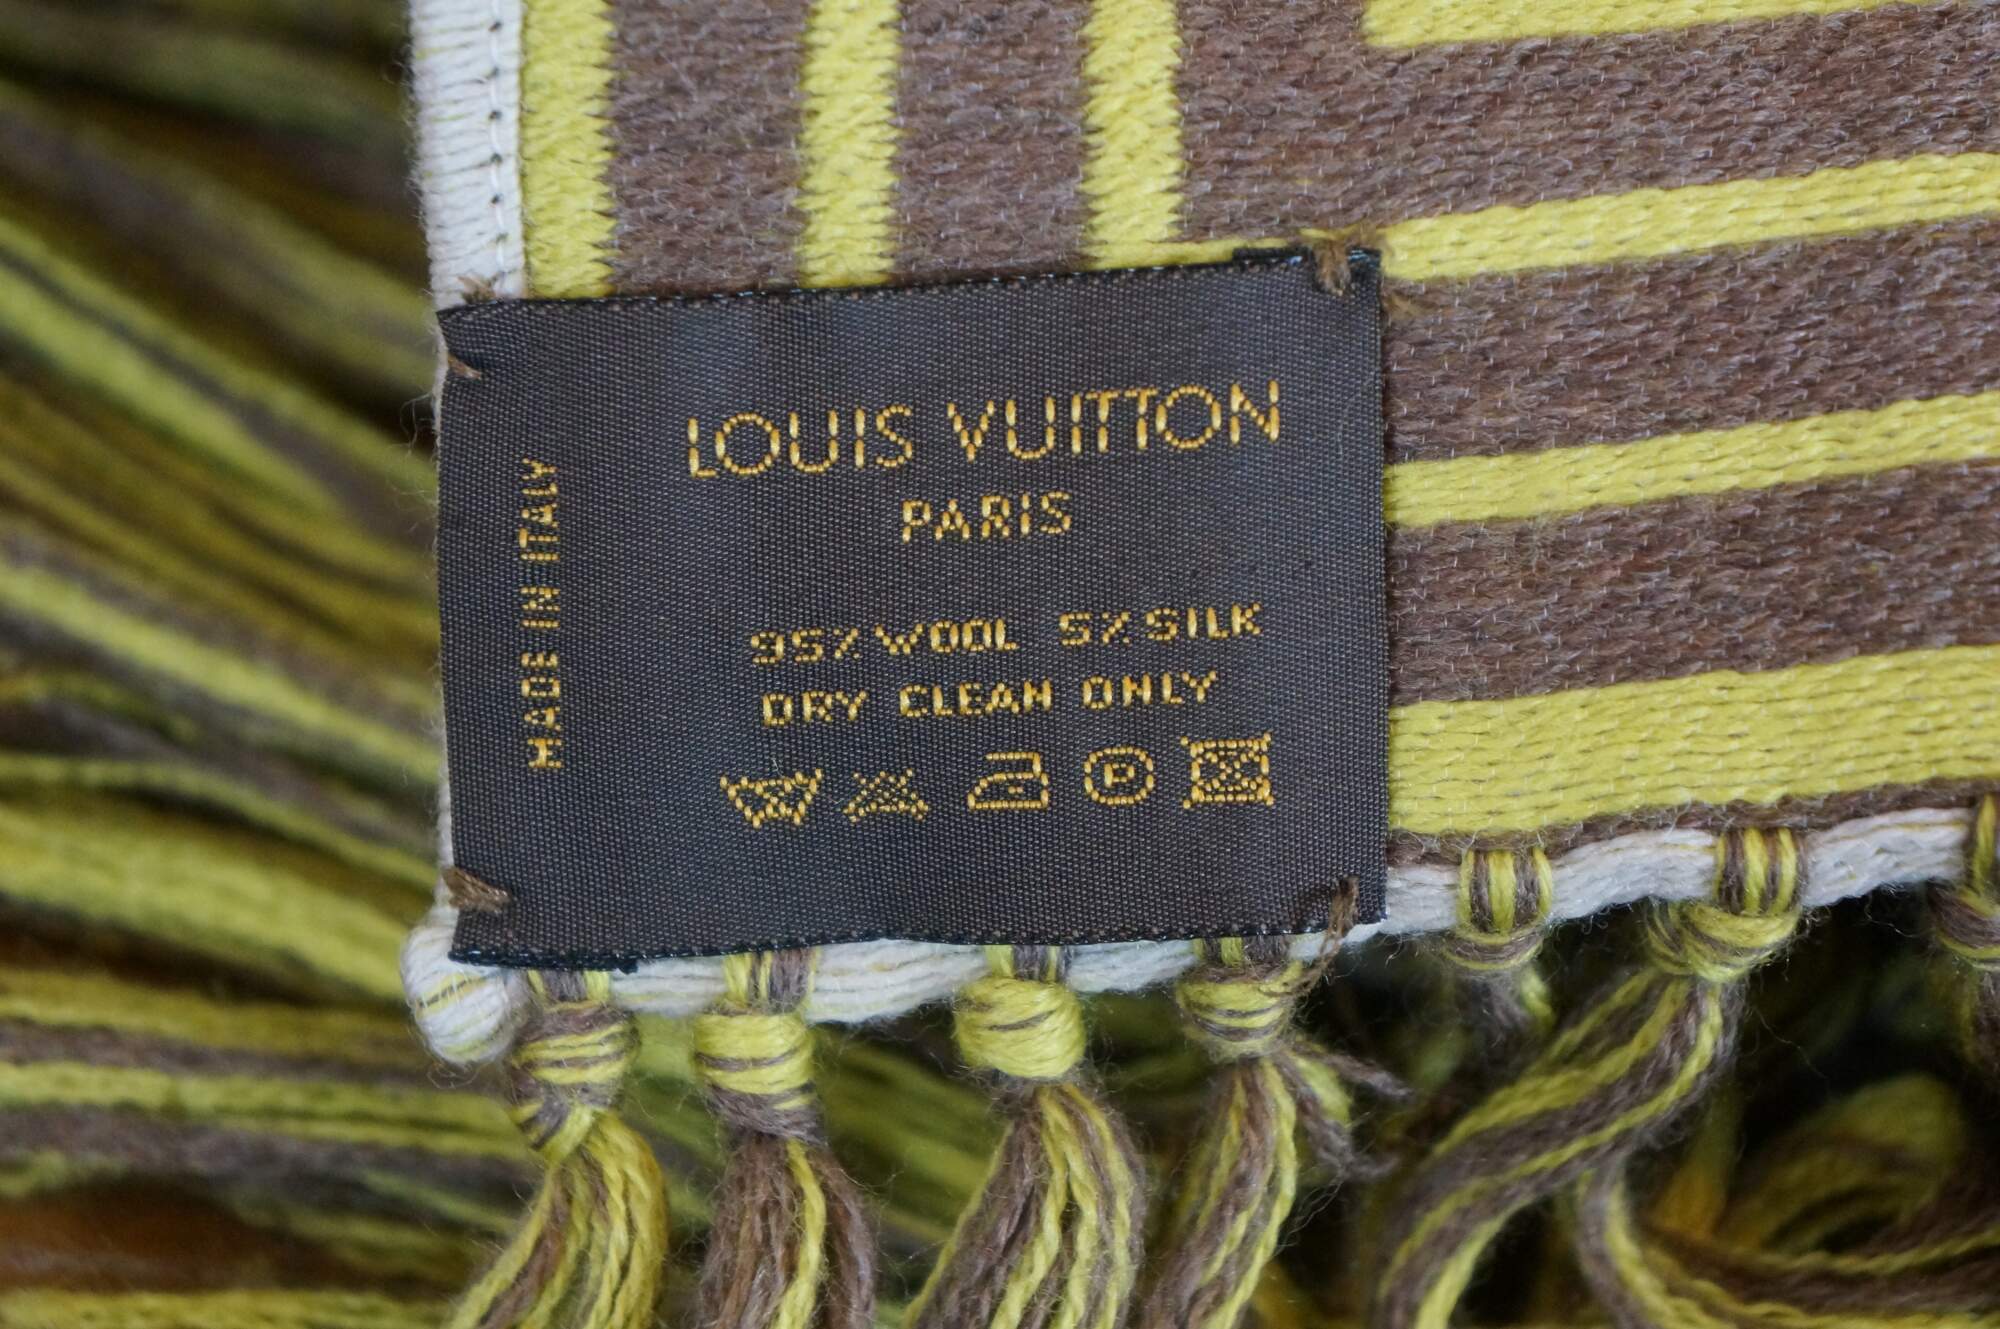 LOUIS VUITTON
PARIS
95% WOOL 5% SILK
DRY CLEAN ONLY
P
MADE IN ITALY